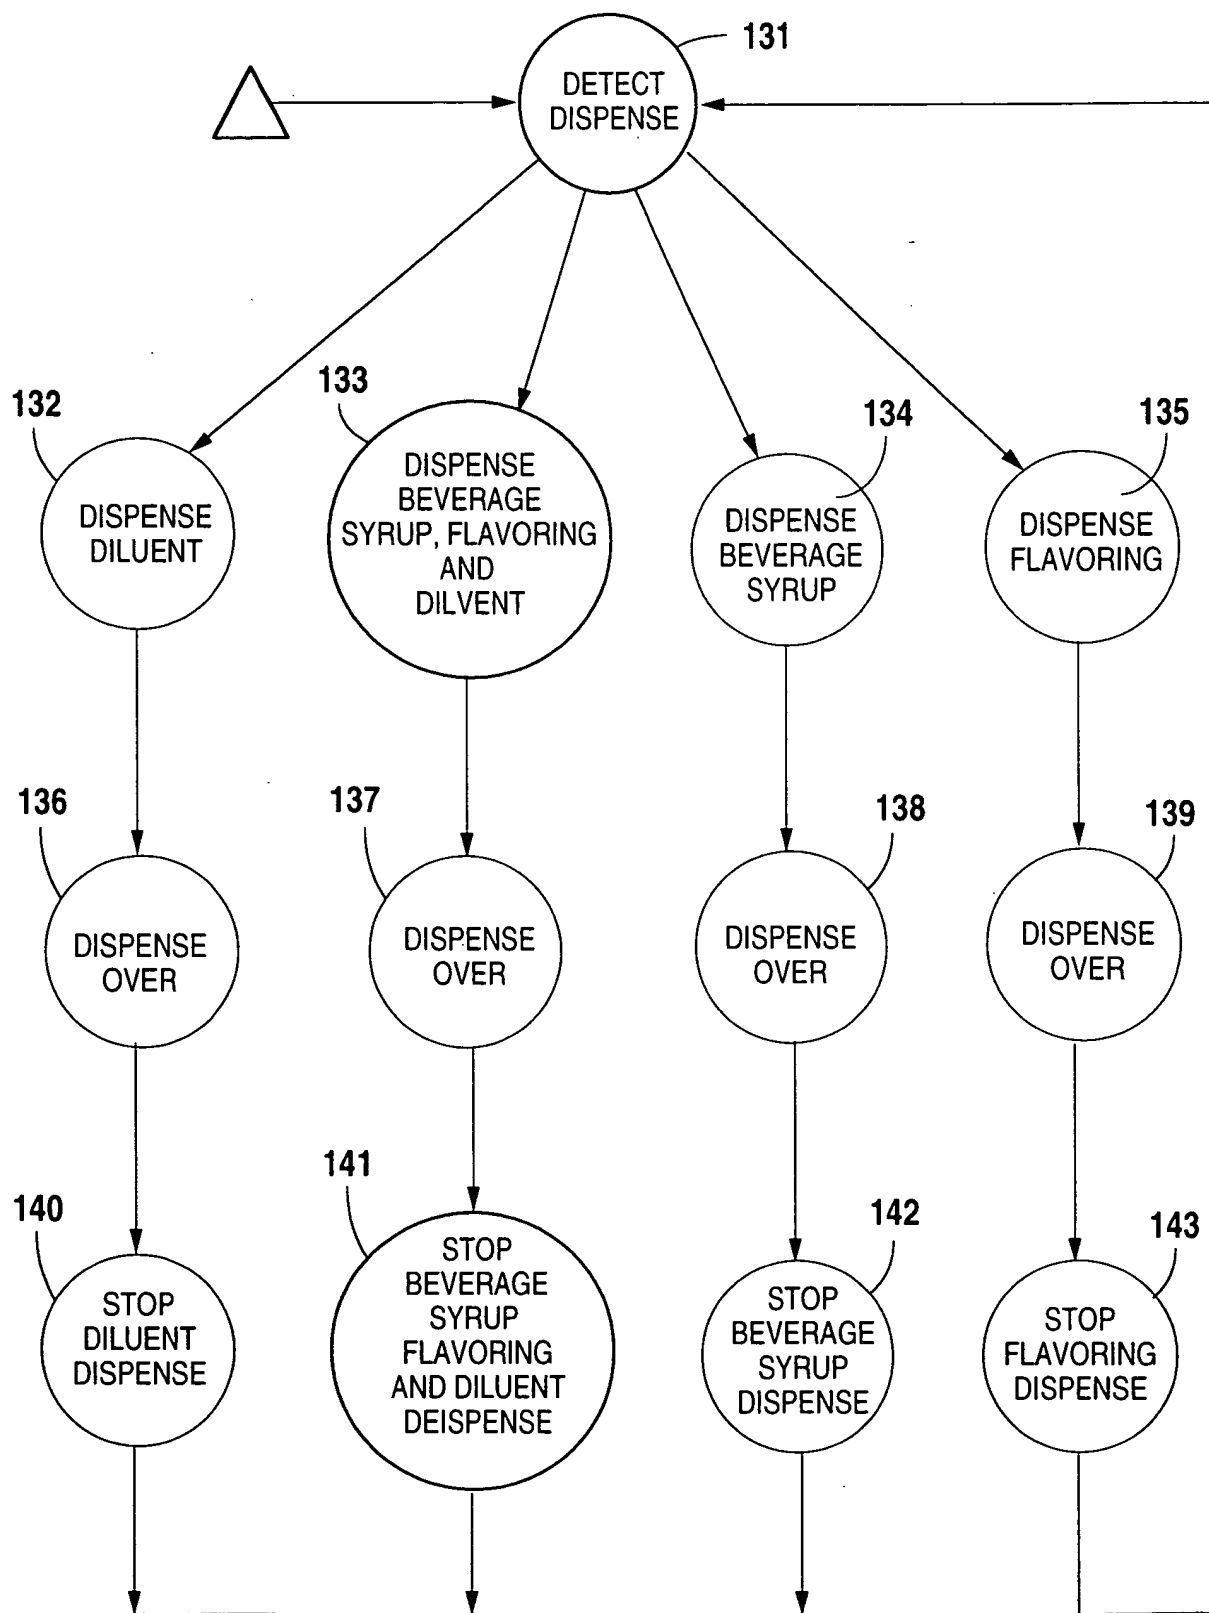 131
DETECT
DISPENSE
132
133
134
135
DISPENSE
DILUENT
DISPENSE
BEVERAGE
SYRUP, FLAVORING
AND
DILVENT
DISPENSE
BEVERAGE
SYRUP
DISPENSE
FLAVORING
136
137
138
139
DISPENSE
OVER
DISPENSE
OVER
DISPENSE
OVER
DISPENSE
OVER
140
141
142
143
STOP
DILUENT
DISPENSE
STOP
BEVERAGE
SYRUP
FLAVORING
AND DILUENT
DEISPENSE
STOP
BEVERAGE
SYRUP
DISPENSE
STOP
FLAVORING
DISPENSE